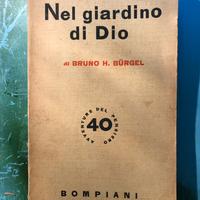 Nel giardino
di Dio
di BRUNO H. BÜRGEL
AVVENTURE DEL PENSIERO
40
BOMPIANI